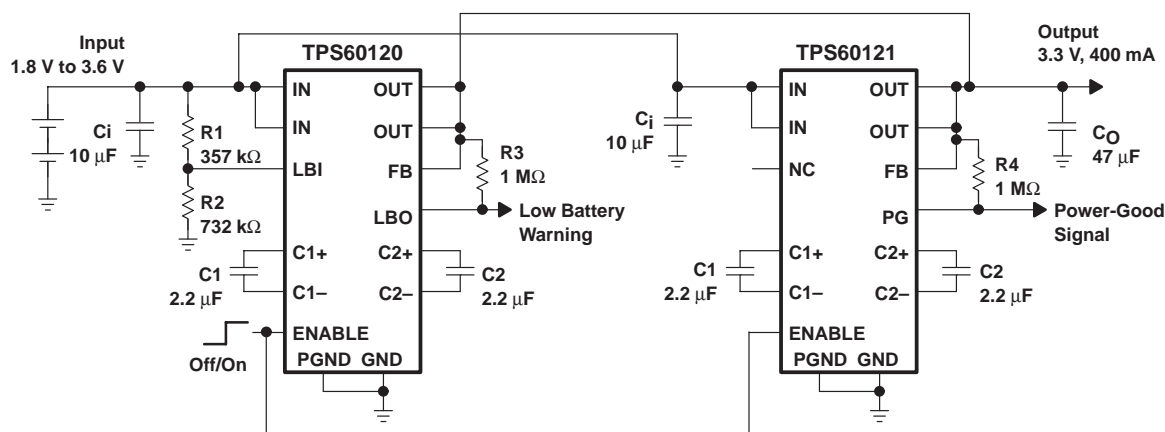 Input
1.8 V to 3.6 V
TPS60120
TPS60121
Output
3.3 V, 400 mA
Ci
10 µF
R1
357 kΩ
R2
732 kΩ
IN
IN
LBI
C1+
C1–
ENABLE
PGND
GND
OUT
OUT
FB
LBO
C2+
C2–
R3
1 MΩ
Low Battery
Warning
C1
2.2 µF
C2
2.2 µF
Off/On
Ci
10 µF
IN
IN
NC
C1+
C1–
ENABLE
PGND
GND
OUT
OUT
FB
PG
C2+
C2–
R4
1 MΩ
CO
47 µF
Power-Good
Signal
C1
2.2 µF
C2
2.2 µF